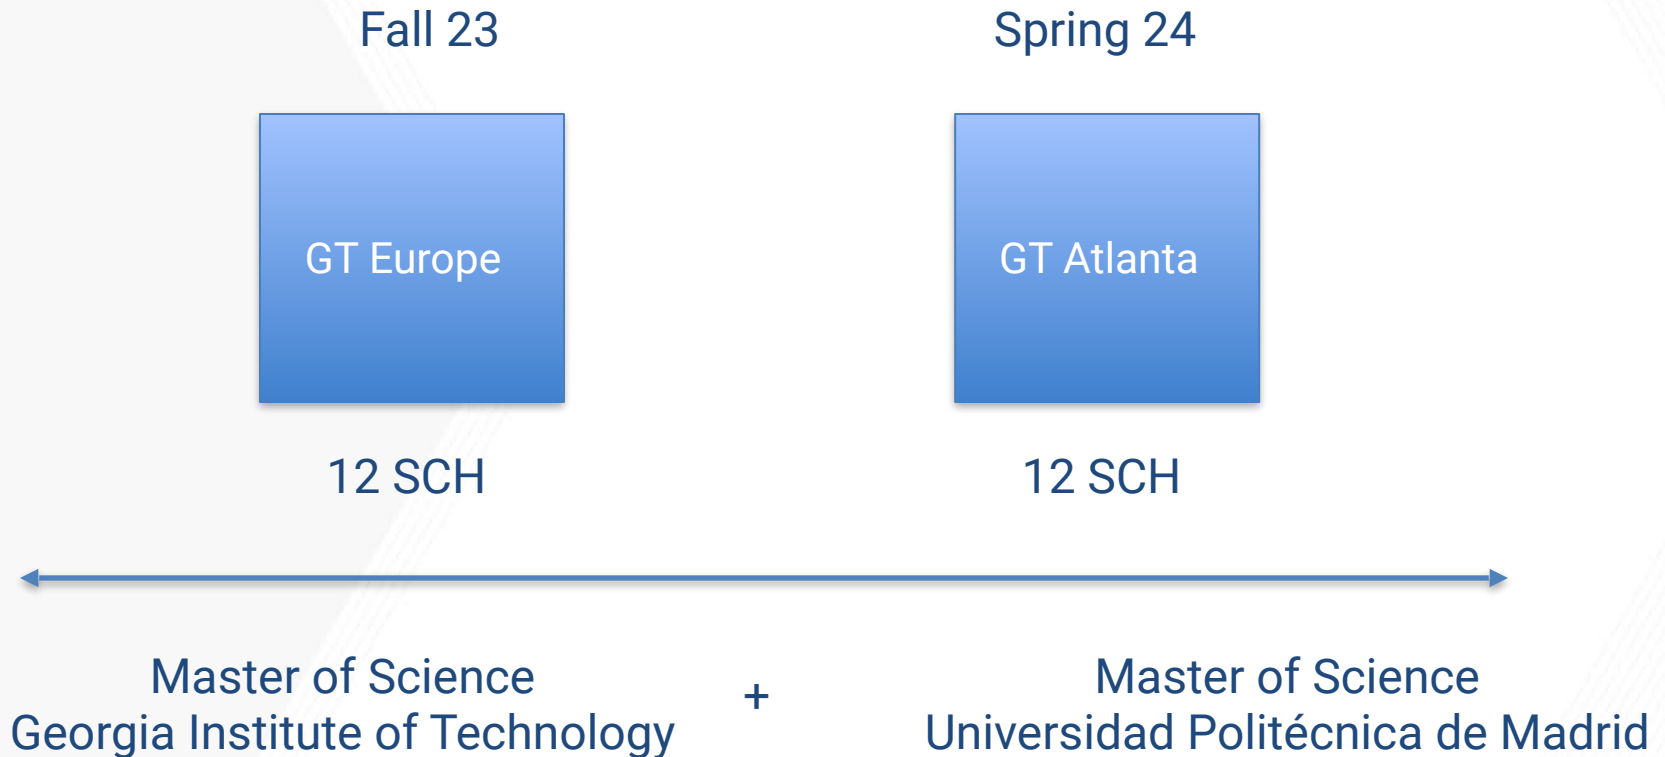 Fall 23
Spring 24
GT Europe
GT Atlanta
12 SCH
12 SCH
Master of Science
Georgia Institute of Technology
+
Master of Science
Universidad Politécnica de Madrid